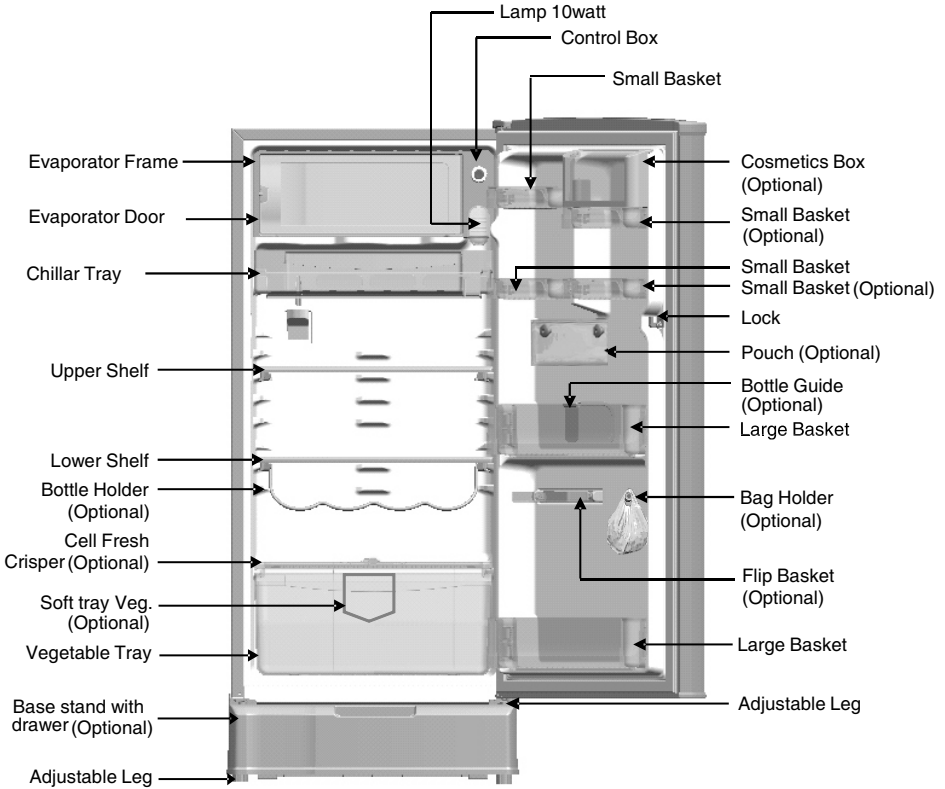 Lamp 10watt
Control Box
Small Basket
Evaporator Frame
Evaporator Door
Chillar Tray
Upper Shelf
Lower Shelf
Bottle Holder
(Optional)
Cell Fresh
Crisper (Optional)
Soft tray Veg.
(Optional)
Vegetable Tray
Base stand with
drawer (Optional)
Adjustable Leg
Cosmetics Box
(Optional)
Small Basket
(Optional)
Small Basket
Small Basket (Optional)
Lock
Pouch (Optional)
Bottle Guide
(Optional)
Large Basket
Bag Holder
(Optional)
Flip Basket
(Optional)
Large Basket
Adjustable Leg